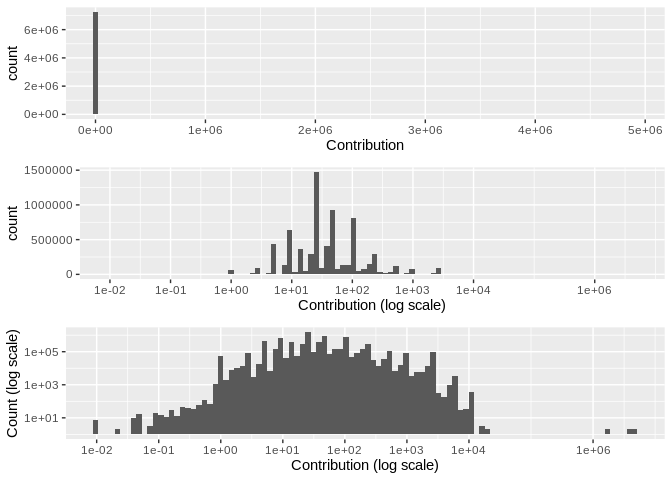 count
6e+06
4e+06
2e+06
0e+00
0e+00 1e+06 2e+06 3e+06 4e+06 5e+06
Contribution
count
1500000
1000000
500000
0
1e-02 1e-01 1e+00 1e+01 1e+02 1e+03 1e+04 1e+06
Contribution (log scale)
Count (log scale)
1e+05
1e+03
1e+01
1e-02 1e-01 1e+00 1e+01 1e+02 1e+03 1e+04 1e+06
Contribution (log scale)